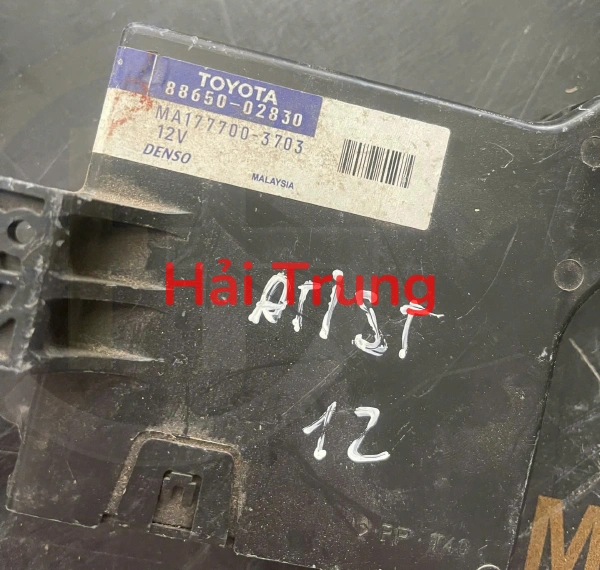 TOYOTA
88650-02830
MA177700-3703
12V
DENSO
MALAYSIA
Hải Trung
12
M